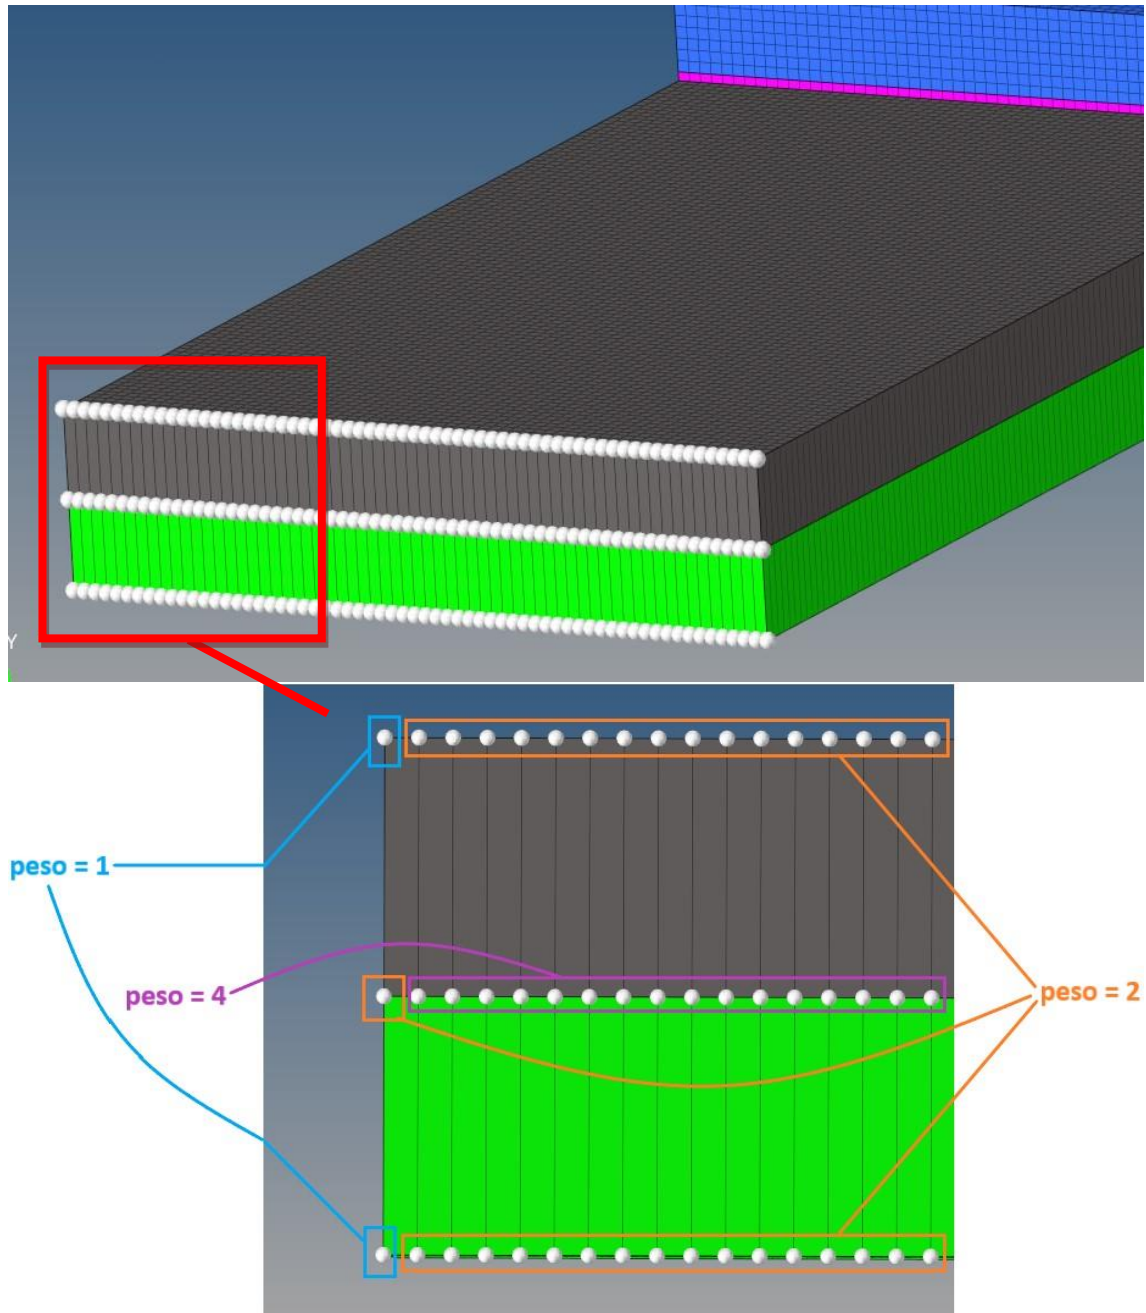 Y
peso = 1
peso = 4
peso = 2